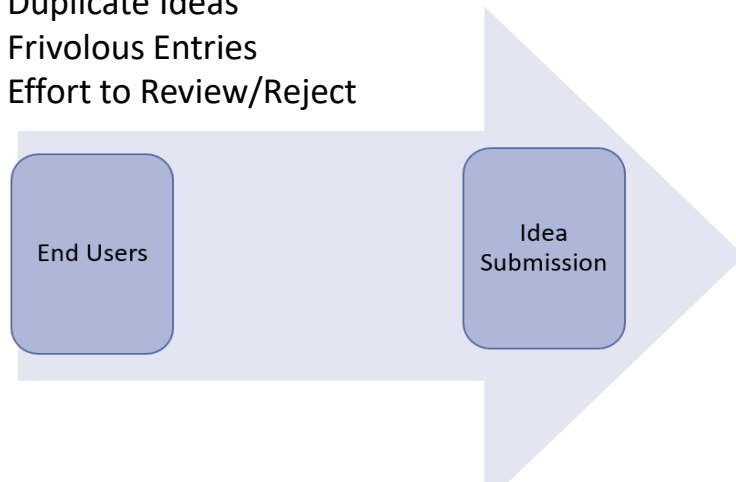 Duplicate Ideas
Frivolous Entries
Effort to Review/Reject
End Users
Idea
Submission